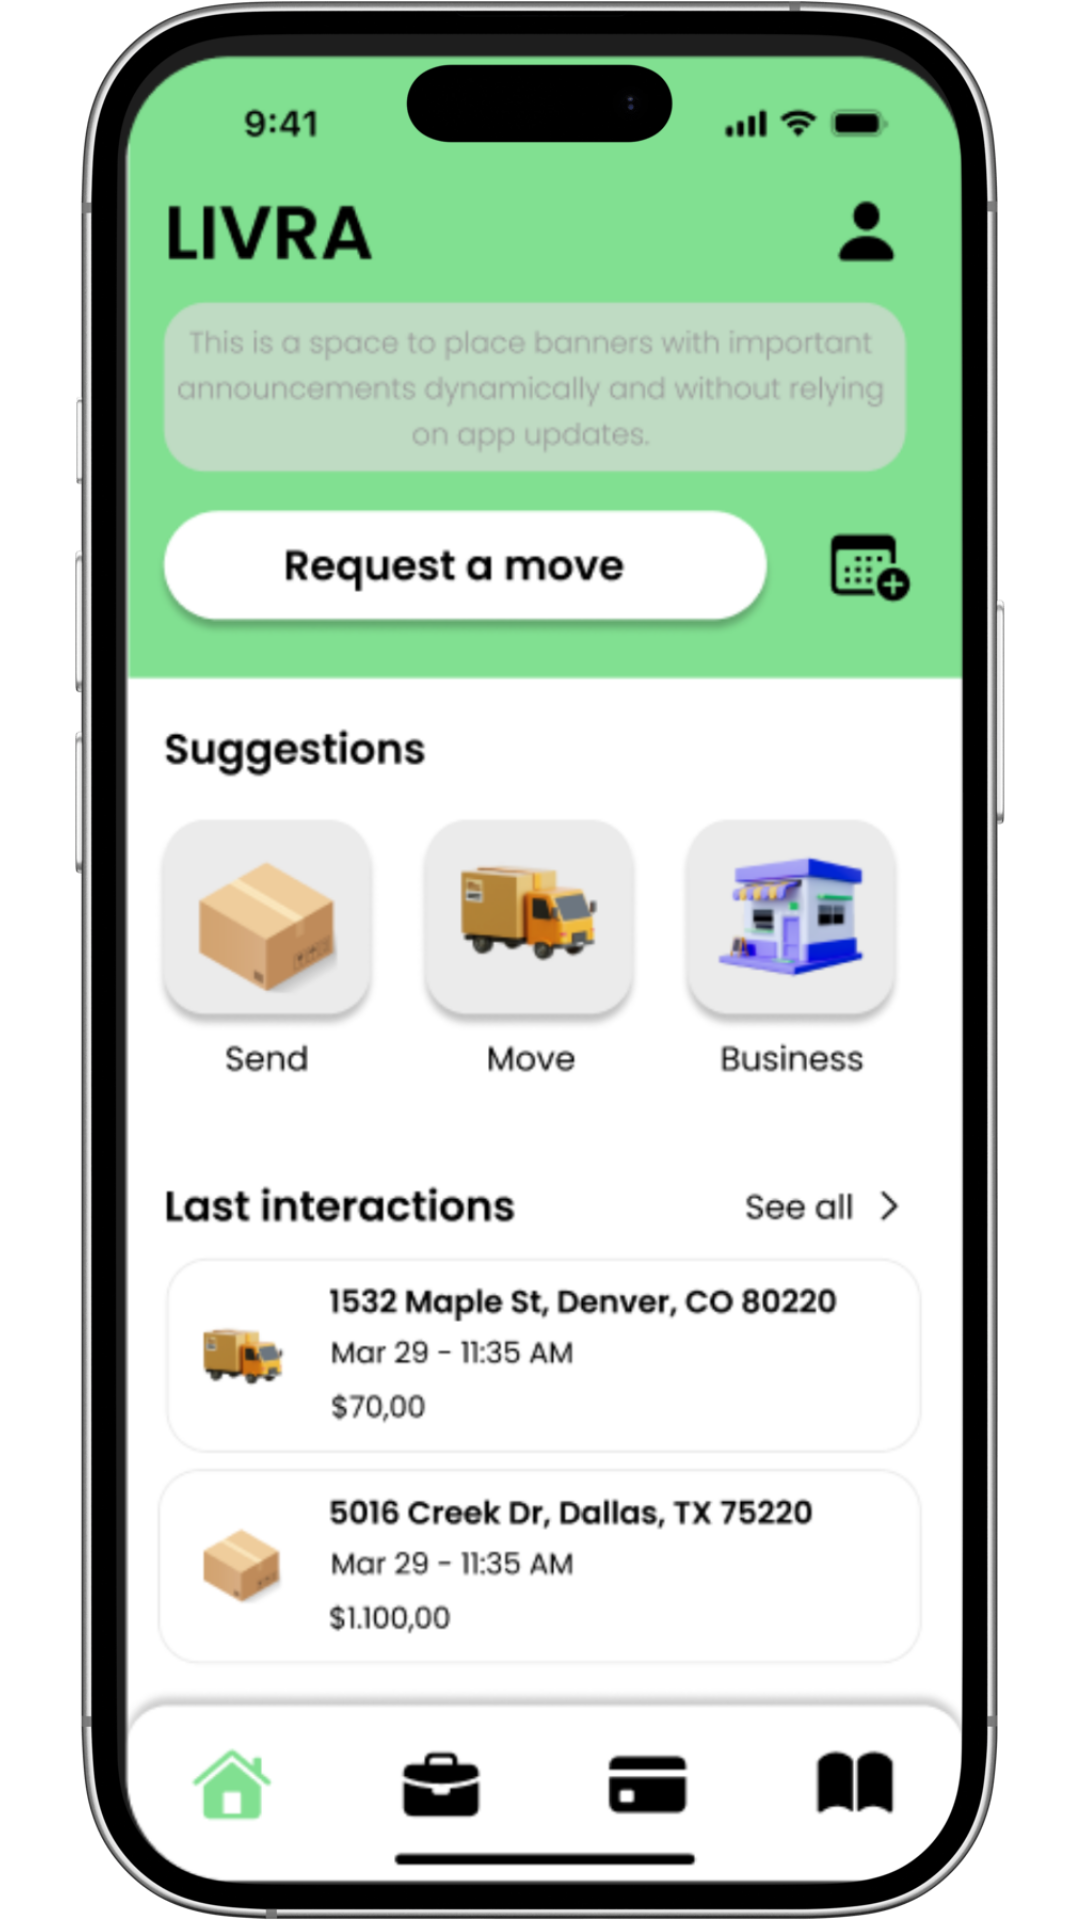 9:41
LIVRA
This is a space to place banners with important
announcements dynamically and without relying
on app updates.
Request a move
Suggestions
Send
Move
Business
Last interactions
See all
1532 Maple St, Denver, CO 80220
Mar 29 - 11:35 AM
$70,00
5016 Creek Dr, Dallas, TX 75220
Mar 29 - 11:35 AM
$1.100,00